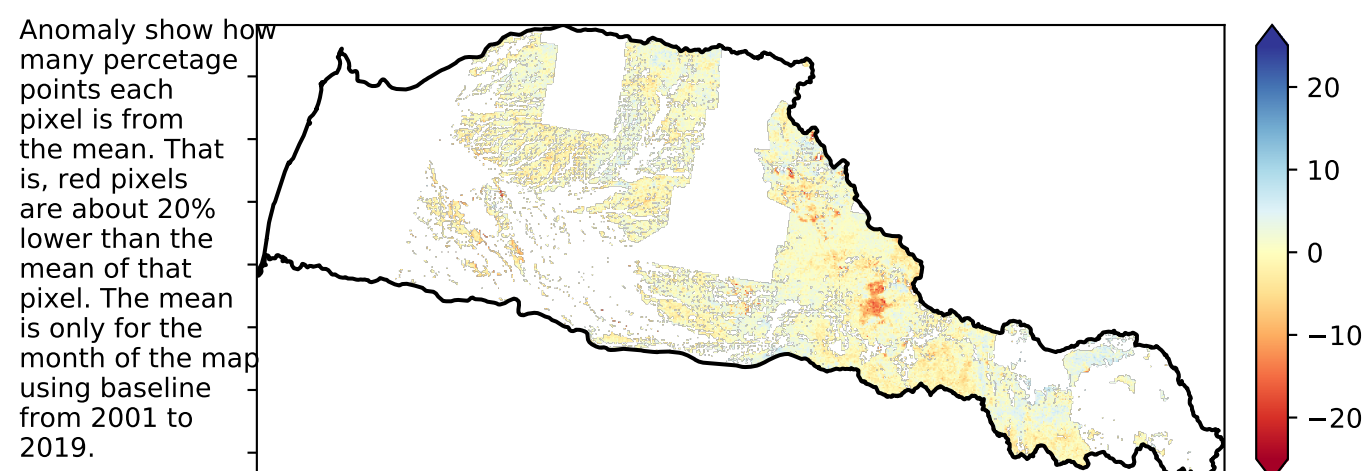 Anomaly show how
many percetage
points each
pixel is from
the mean. That
is, red pixels
are about 20%
lower than the
mean of that
pixel. The mean
is only for the
month of the map
using baseline
from 2001 to
2019.
20
10
0
−10
−20